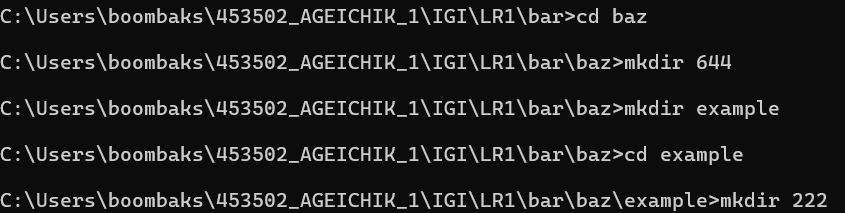 C:\Users\boombaks\453502_AGEICHIK_1\IGI\LR1\bar>cd baz
C:\Users\boombaks\453502_AGEICHIK_1\IGI\LR1\bar\baz>mkdir 644
C:\Users\boombaks\453502_AGEICHIK_1\IGI\LR1\bar\baz>mkdir example
C:\Users\boombaks\453502_AGEICHIK_1\IGI\LR1\bar\baz>cd example
C:\Users\boombaks\453502_AGEICHIK_1\IGI\LR1\bar\baz\example>mkdir 222